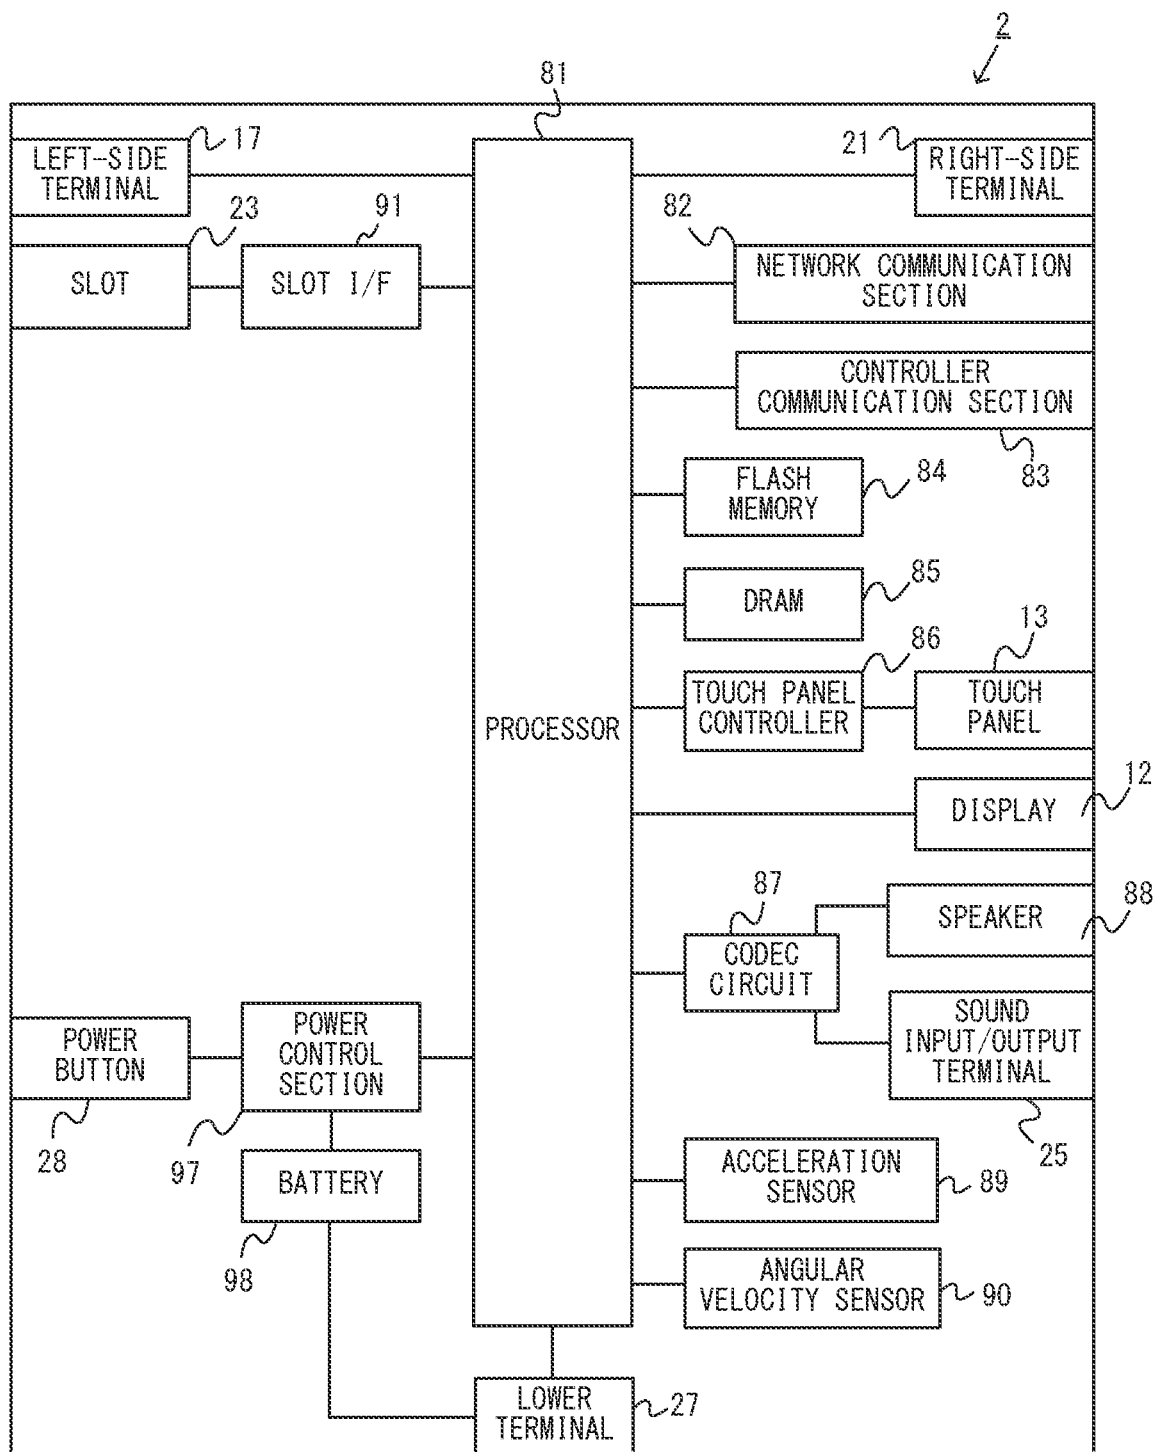 2
81
17
LEFT-SIDE
TERMINAL
21
RIGHT-SIDE
TERMINAL
23
SLOT
91
SLOT I/F
82
NETWORK COMMUNICATION
SECTION
CONTROLLER
COMMUNICATION SECTION
83
FLASH
MEMORY
84
DRAM
85
86
TOUCH PANEL
CONTROLLER
13
TOUCH
PANEL
PROCESSOR
DISPLAY
12
87
CODEC
CIRCUIT
SPEAKER
88
SOUND
INPUT/OUTPUT
TERMINAL
25
POWER
BUTTON
28
POWER
CONTROL
SECTION
97
BATTERY
98
ACCELERATION
SENSOR
89
ANGULAR
VELOCITY SENSOR
90
LOWER
TERMINAL
27